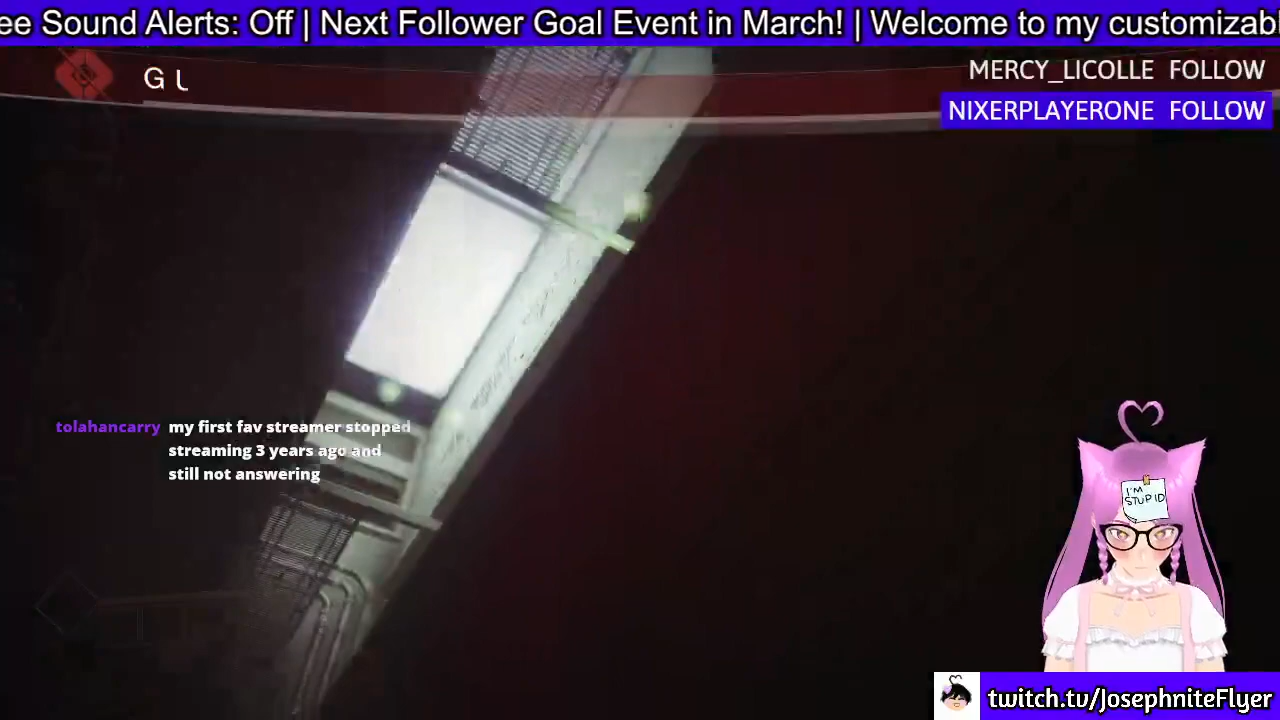 ee Sound Alerts: Off | Next Follower Goal Event in March! | Welcome to my customizab
G L
MERCY_LICOLLE FOLLOW
NIXERPLAYERONE FOLLOW
tolahancarry my first fav streamer stopped
streaming 3 years ago and
still not answering
I'M
STUPID
twitch.tv/JosephniteFlyer